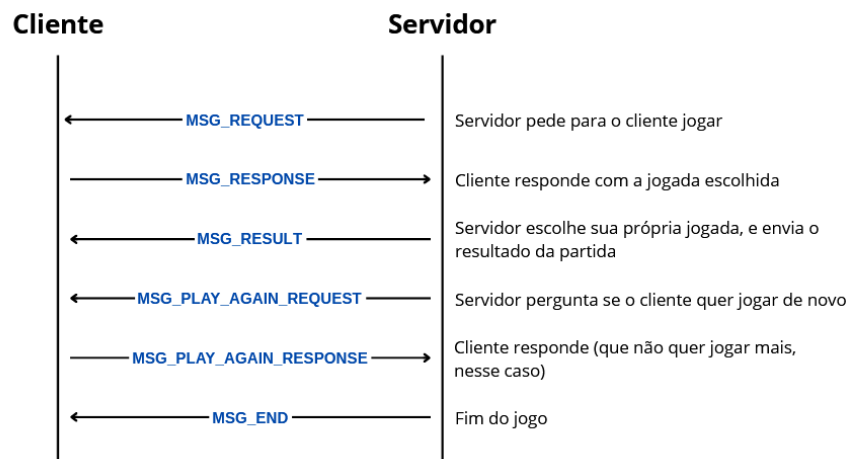 Cliente
Servidor
MSG_REQUEST
Servidor pede para o cliente jogar
MSG_RESPONSE
Cliente responde com a jogada escolhida
MSG_RESULT
Servidor escolhe sua própria jogada, e envia o
resultado da partida
MSG_PLAY_AGAIN_REQUEST
Servidor pergunta se o cliente quer jogar de novo
MSG_PLAY_AGAIN_RESPONSE
Cliente responde (que não quer jogar mais,
nesse caso)
MSG_END
Fim do jogo